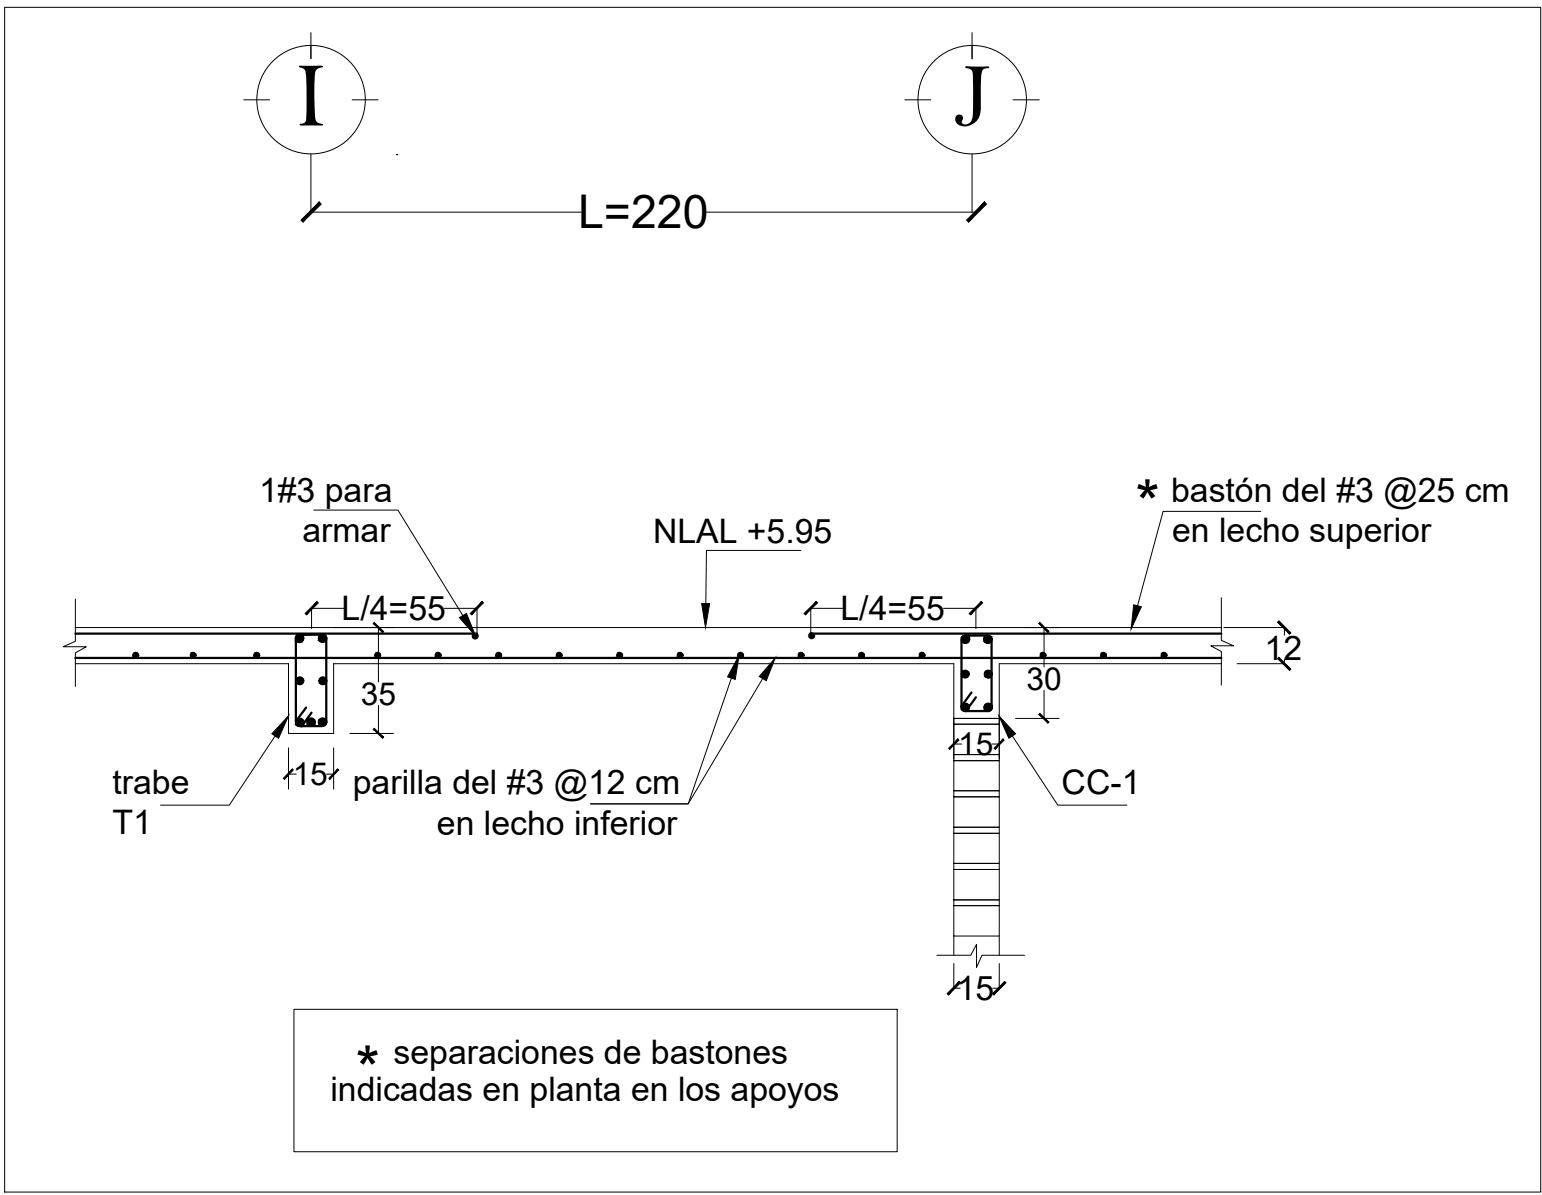 I
J
L=220
1#3 para
armar
NLAL +5.95
* bastón del #3 @25 cm
en lecho superior
L/4=55
L/4=55
12
35
30
15
15
trabe
T1
parilla del #3 @12 cm
en lecho inferior
CC-1
15
* separaciones de bastones
indicadas en planta en los apoyos